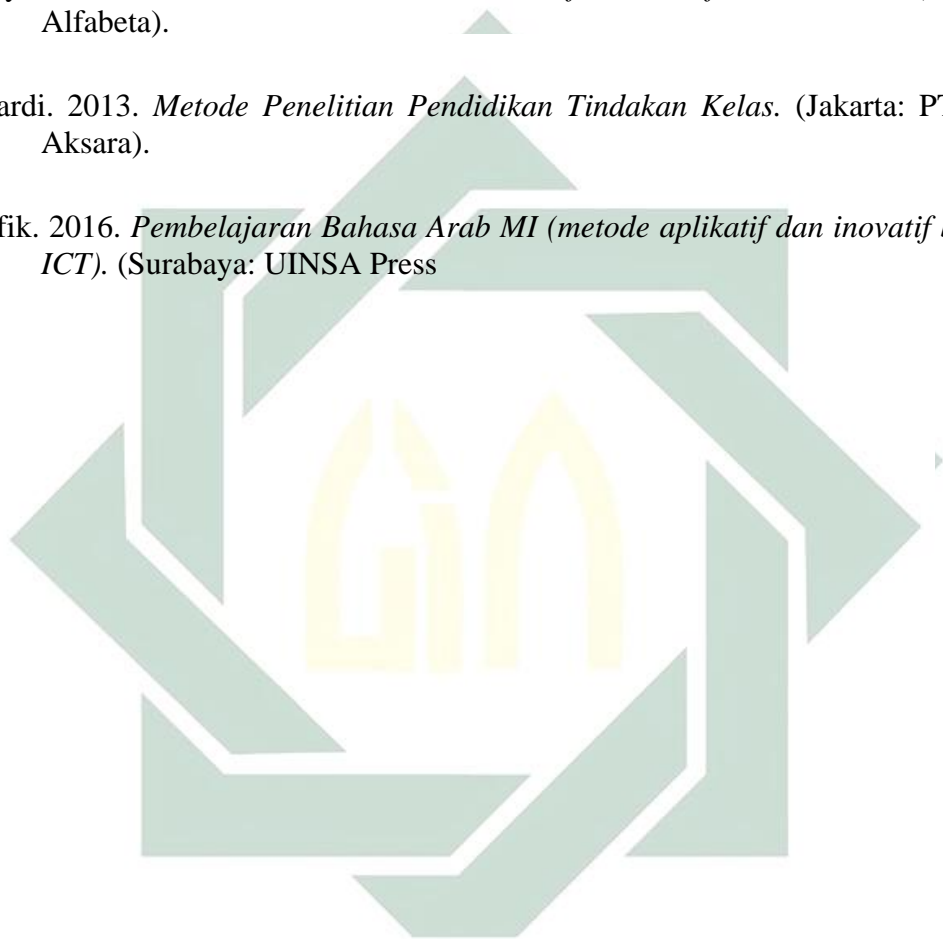 Alfabeta).
ardi. 2013. Metode Penelitian Pendidikan Tindakan Kelas. (Jakarta: PT
Aksara).
fik. 2016. Pembelajaran Bahasa Arab MI (metode aplikatif dan inovatif
ICT). (Surabaya: UINSA Press